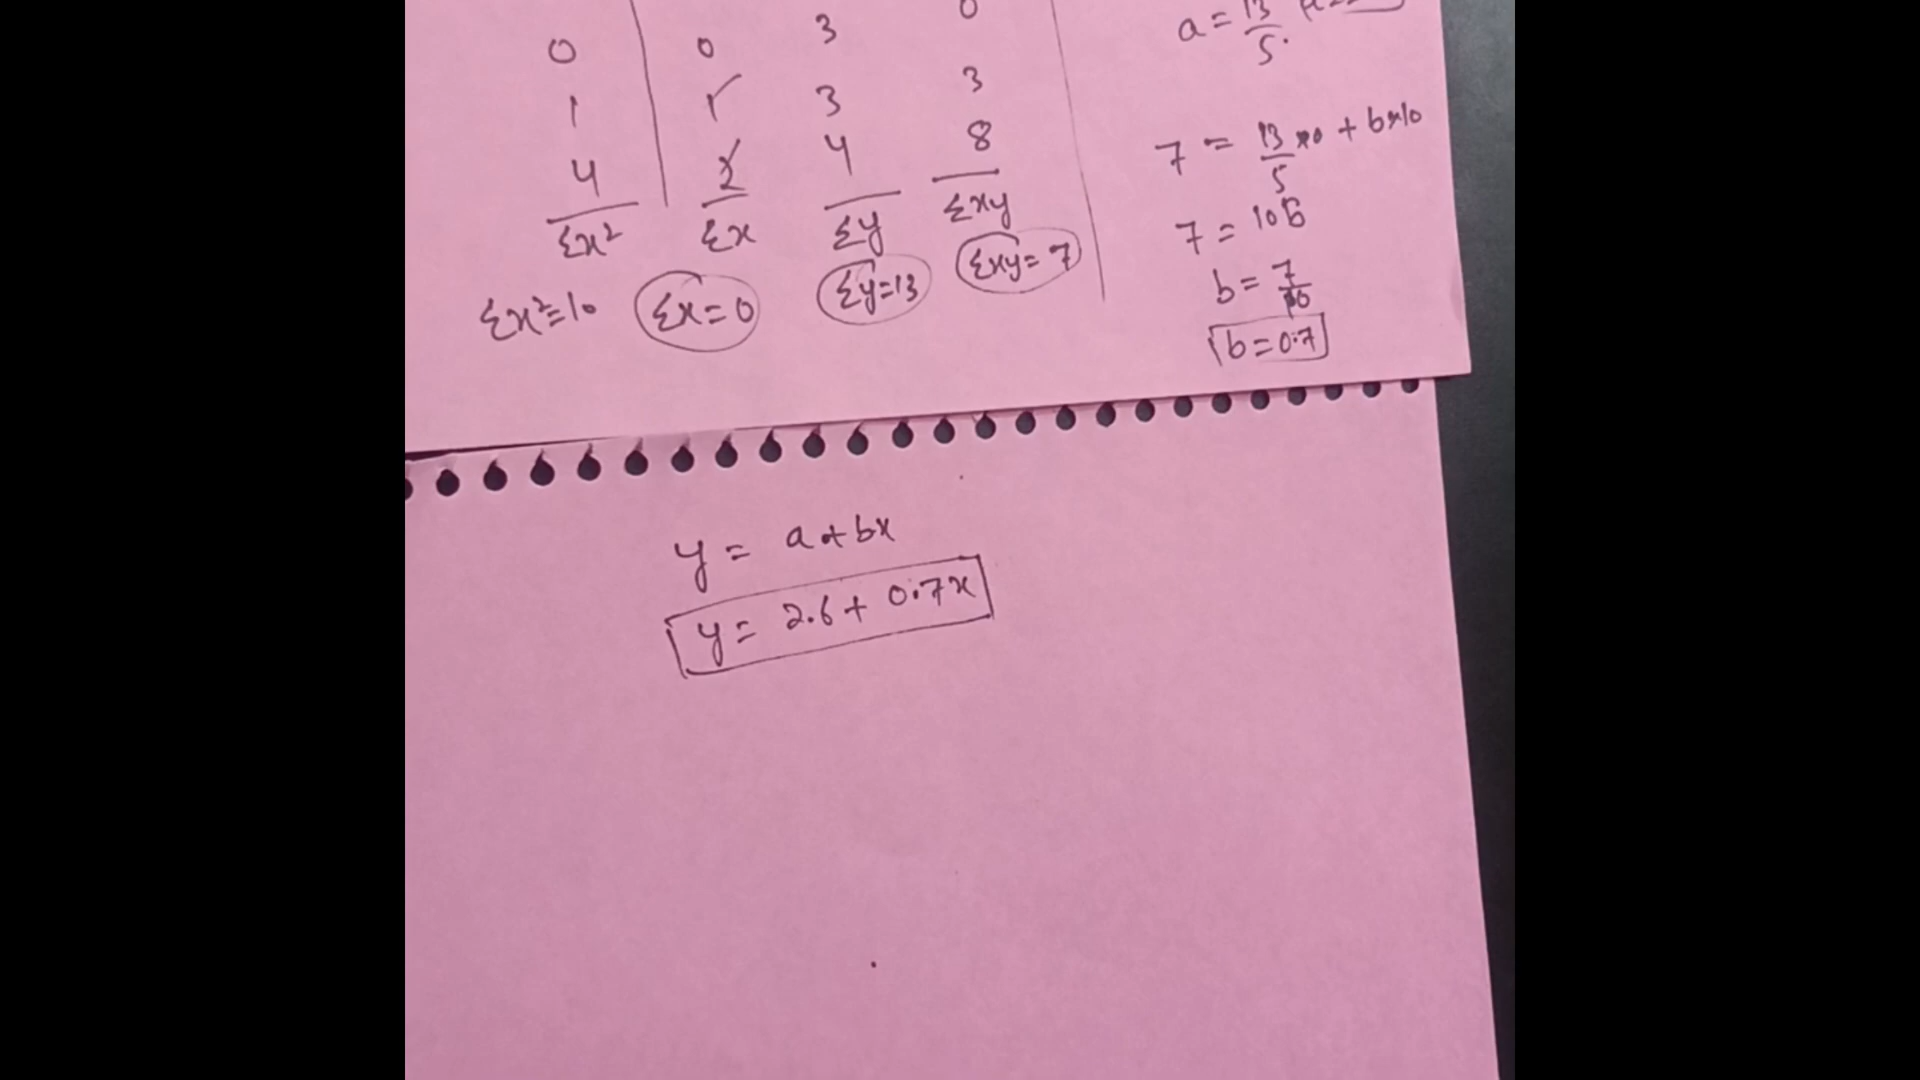 0 0 3 0
a = 13/5
1 1 3 3
4 2 4 8
Σx² Σx Σy Σxy
Σx²=10 Σx=0 Σy=13 Σxy=7
7 = 13/5 x0 + bx10
7 = 10b
b = 7/10
b = 0.7
y = a+bx
y = 2.6 + 0.7x